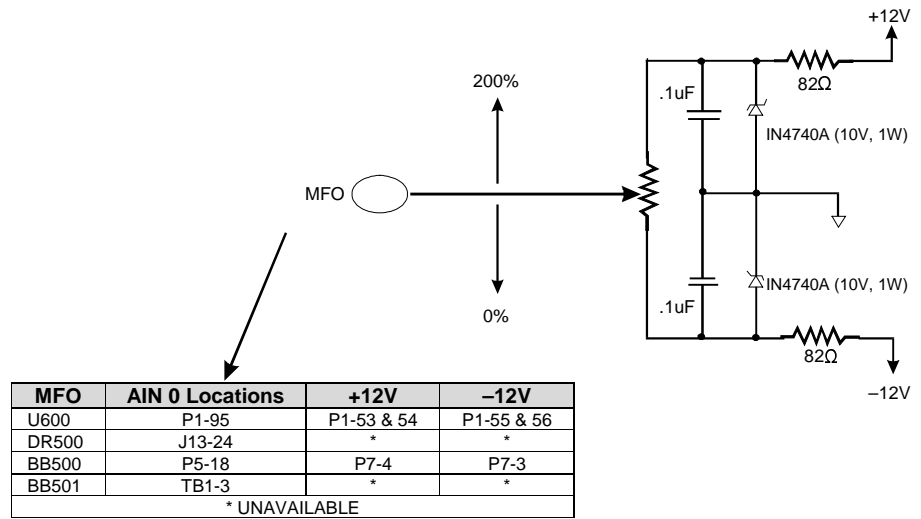 +12V
82Ω
200%
.1uF
IN4740A (10V, 1W)
MFO
IN4740A (10V, 1W)
.1uF
0%
82Ω
–12V
MFO AIN 0 Locations +12V –12V
U600 P1-95 P1-53 & 54 P1-55 & 56
DR500 J13-24 * *
BB500 P5-18 P7-4 P7-3
BB501 TB1-3 * *
* UNAVAILABLE